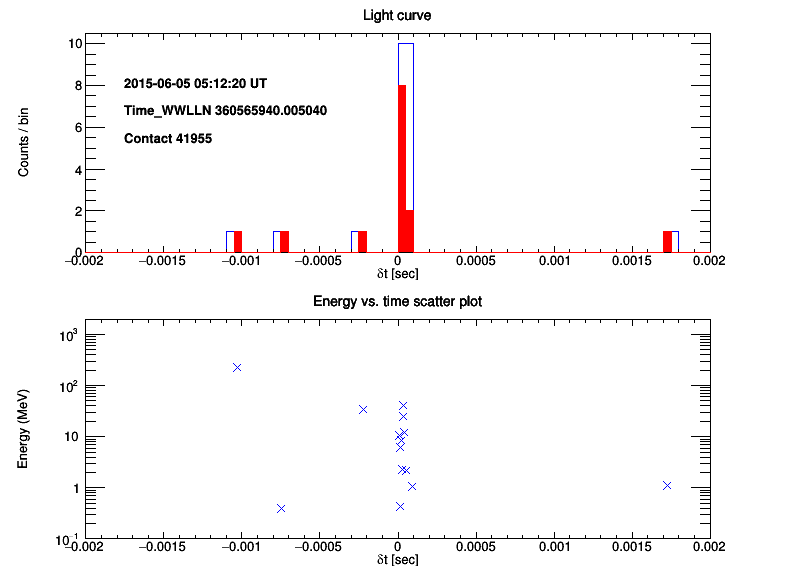 Light curve
Counts / bin
10
8
6
4
2
0
2015-06-05 05:12:20 UT
Time_WWLLN 360565940.005040
Contact 41955
−0.002 −0.0015 −0.001 −0.0005 0 0.0005 0.001 0.0015 0.002
δt [sec]
Energy vs. time scatter plot
Energy (MeV)
10³
10²
10
1
10⁻¹
−0.002 −0.0015 −0.001 −0.0005 0 0.0005 0.001 0.0015 0.002
δt [sec]